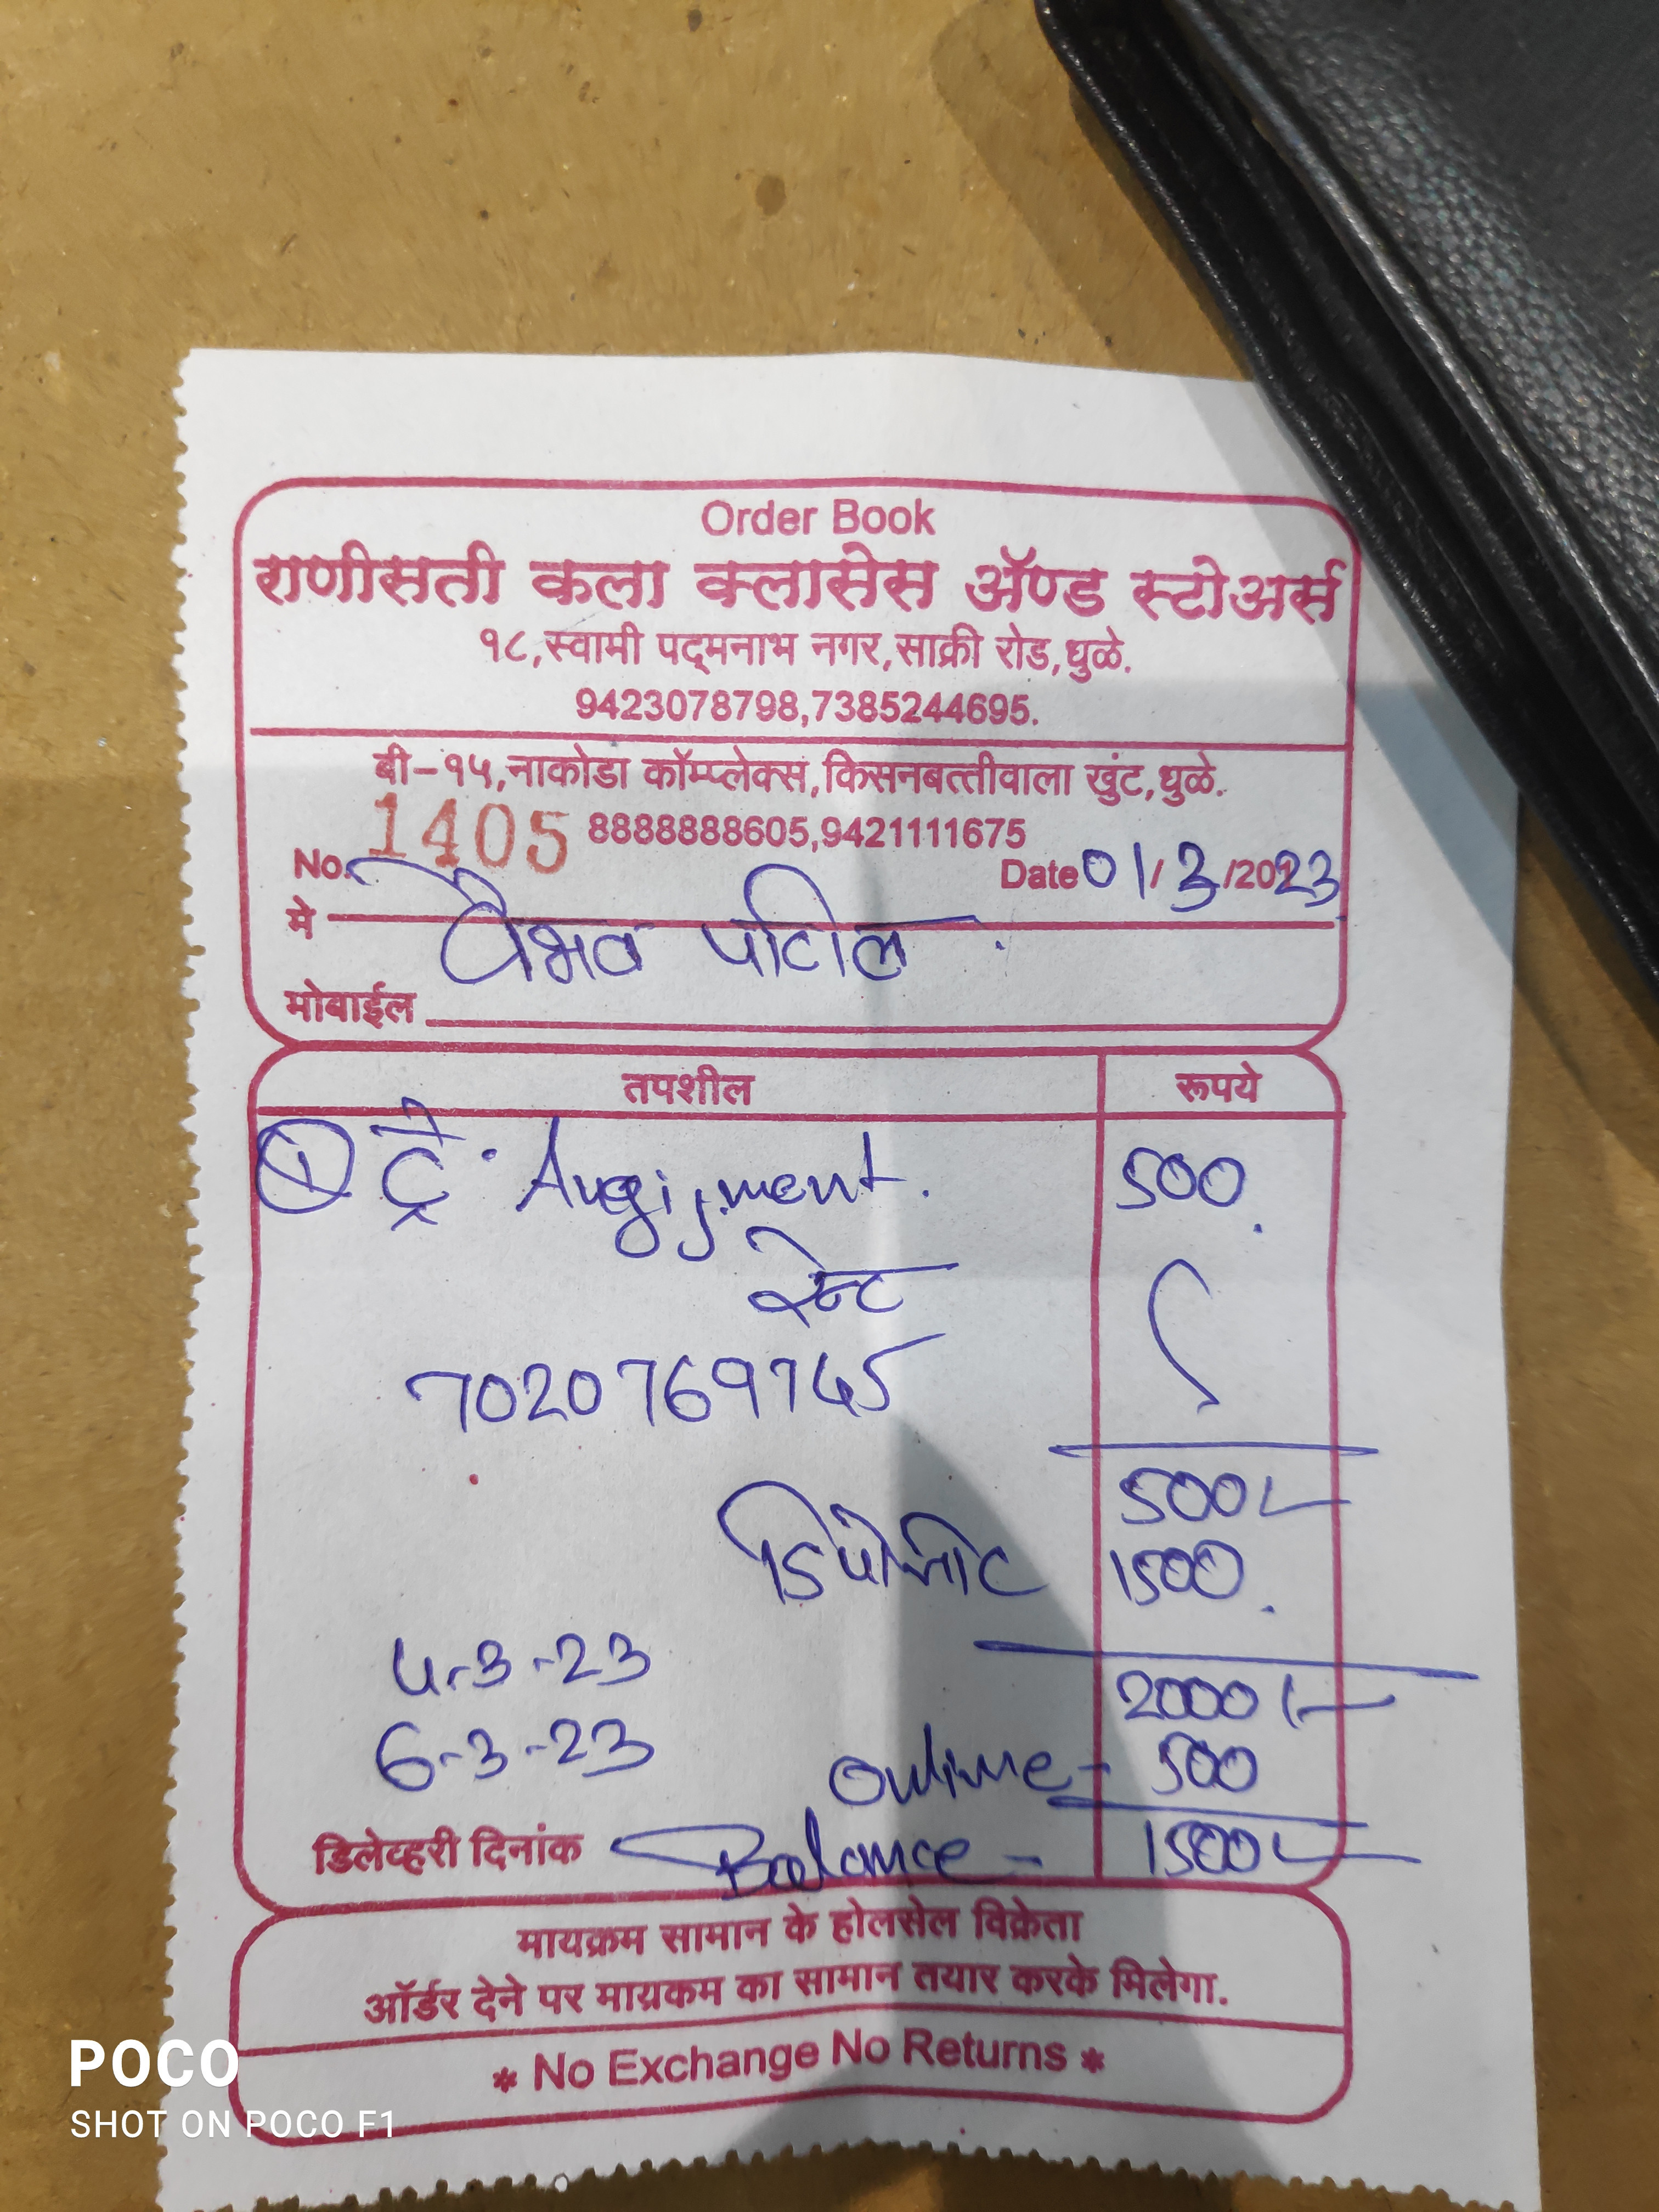 Order Book
राणीसती कला क्लासेस ॲण्ड स्टोअर्स
१८,स्वामी पद्मनाभ नगर,साक्री रोड,धुळे.
9423078798,7385244695.
बी-१५,नाकोडा कॉम्प्लेक्स,किसनबत्तीवाला खुंट,धुळे.
1405 8888888605,9421111675
No. Date 01/3/2023
मे वैभव पाटील
मोबाईल
तपशील रूपये
① ट्रे. 500.
रेन्ट
7020769745
500/-
डिपोजीट 1500.
4-3-23
2000/-
6-3-23 Online - 500
डिलेव्हरी दिनांक Balance - 1500/-
मायक्रम सामान के होलसेल विक्रेता
ऑर्डर देने पर मायक्रम का सामान तयार करके मिलेगा.
* No Exchange No Returns *
POCO
SHOT ON POCO F1